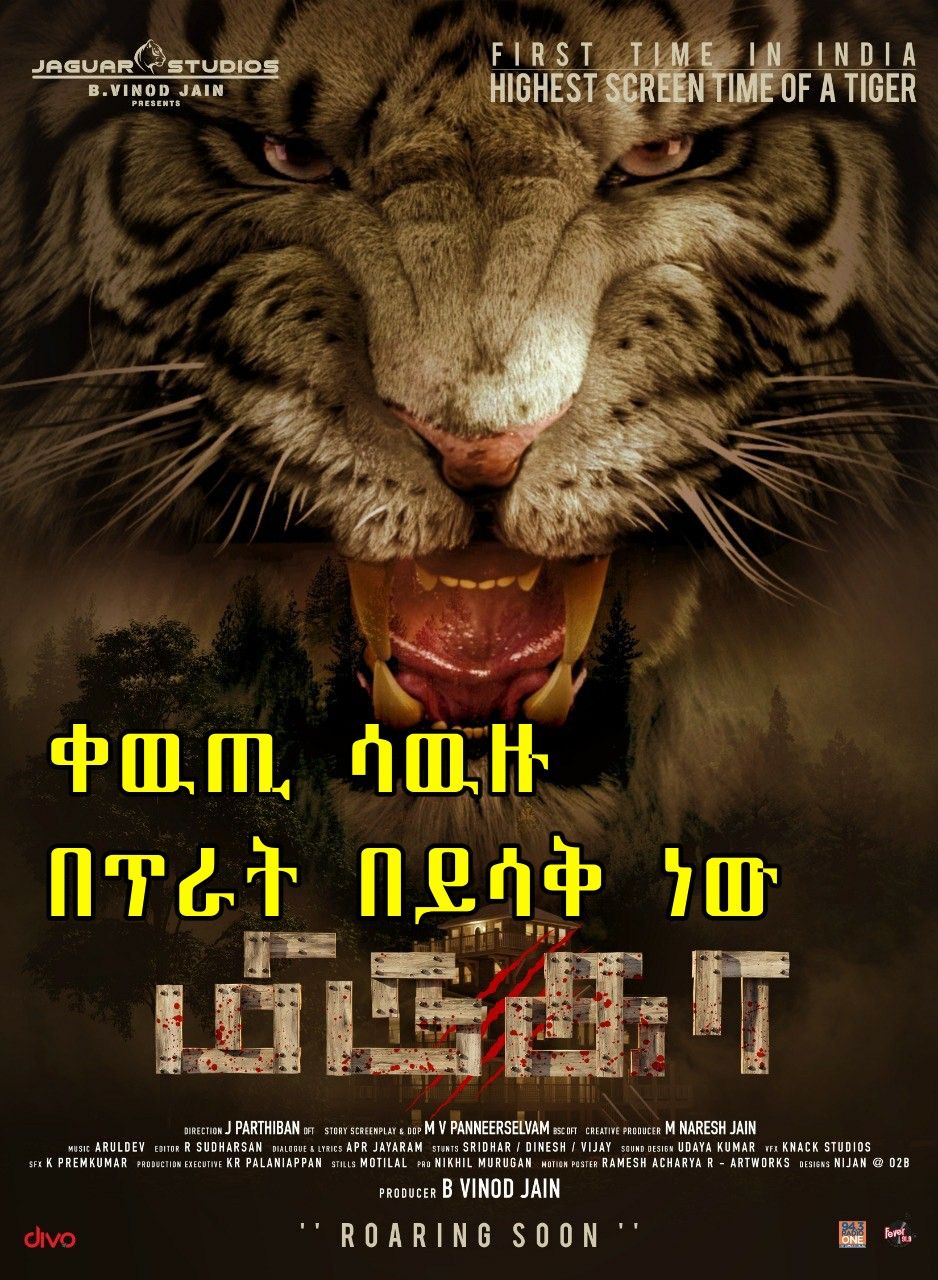 JAGUAR STUDIOS
B.VINOD JAIN
PRESENTS
FIRST TIME IN INDIA
HIGHEST SCREEN TIME OF A TIGER
ቀዉጢ ሳዉዙ
በጥራት በይሳቅ ነው
மிருகா
DIRECTION J PARTHIBAN DFT STORY SCREENPLAY & DOP M V PANNEERSELVAM BSC DFT CREATIVE PRODUCER M NARESH JAIN
MUSIC ARULDEV EDITOR R SUDHARSAN DIALOGUE & LYRICS APR JAYARAM STUNTS SRIDHAR / DINESH / VIJAY SOUND DESIGN UDAYA KUMAR VFX KNACK STUDIOS
SFX K PREMKUMAR PRODUCTION EXECUTIVE KR PALANIAPPAN STILLS MOTILAL PRO NIKHIL MURUGAN MOTION POSTER RAMESH ACHARYA R - ARTWORKS DESIGNS NIJAN @ O2B
PRODUCER B VINOD JAIN
'' ROARING SOON ''
divo
94.3
RADIO
ONE
Fever
91.9